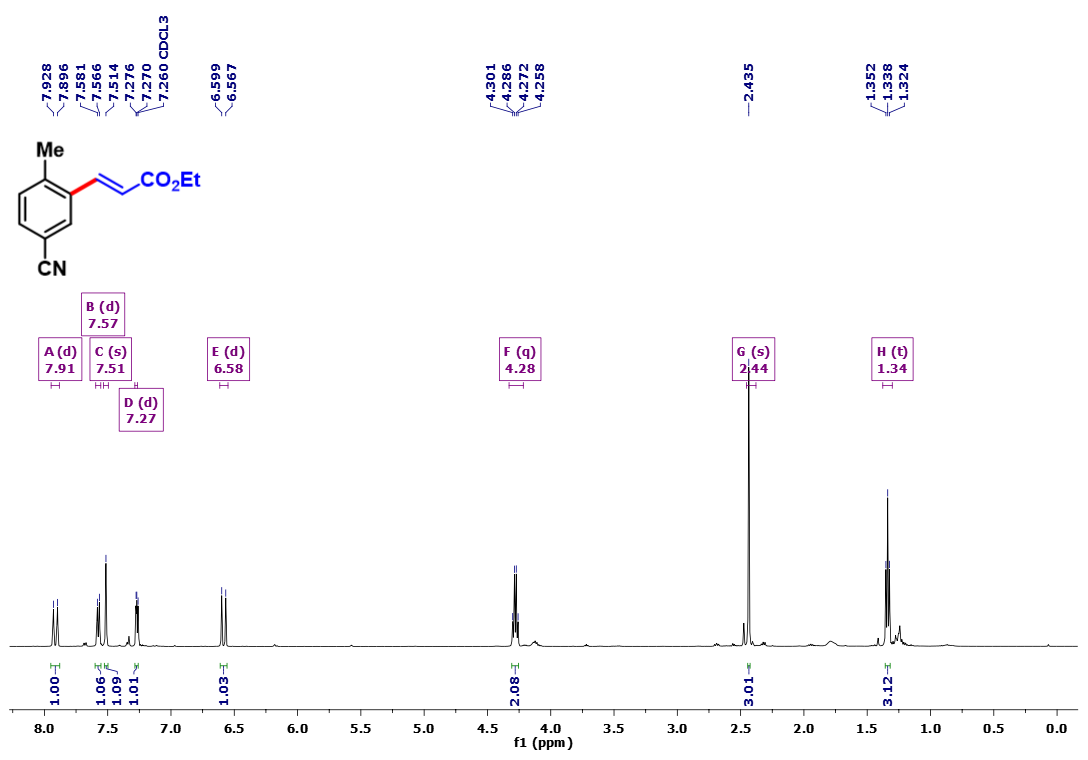 7.928
7.896
7.581
7.566
7.514
7.276
7.270
7.260 CDCL3
6.599
6.567
4.301
4.286
4.272
4.258
2.435
1.352
1.338
1.324
Me
CO2Et
CN
B (d)
7.57
A (d)
7.91
C (s)
7.51
E (d)
6.58
F (q)
4.28
G (s)
2.44
H (t)
1.34
D (d)
7.27
1.00
1.06
1.09
1.01
1.03
2.08
3.01
3.12
8.0 7.5 7.0 6.5 6.0 5.5 5.0 4.5 4.0 3.5 3.0 2.5 2.0 1.5 1.0 0.5 0.0
f1 (ppm)